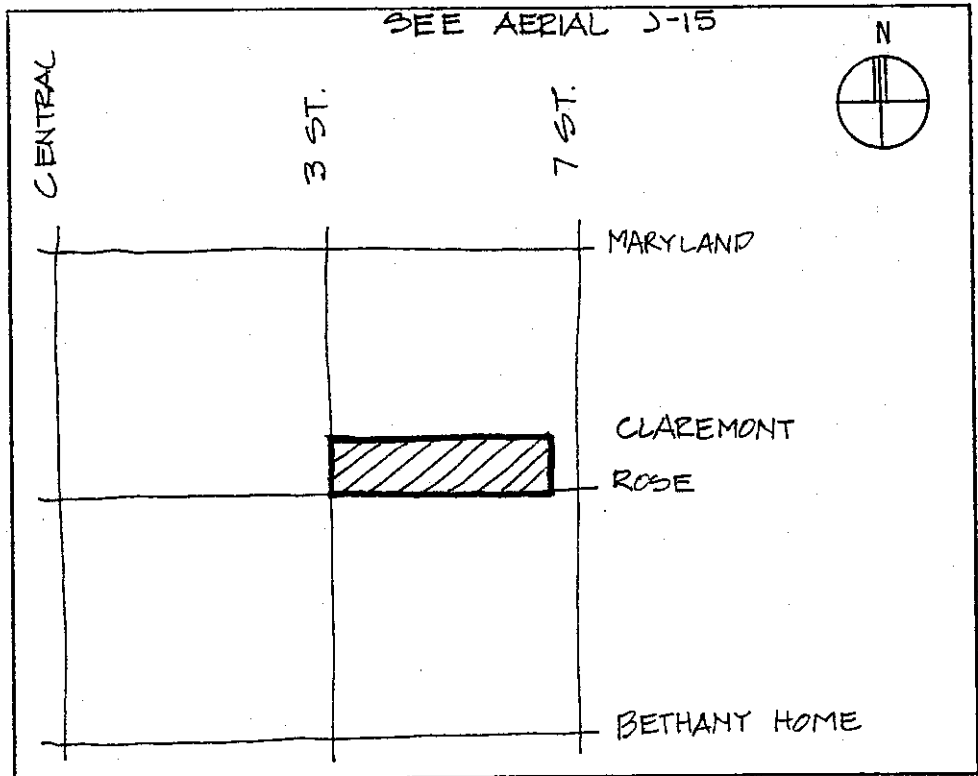 SEE AERIAL J-15
N
CENTRAL
3 ST.
7 ST.
MARYLAND
CLAREMONT
ROSE
BETHANY HOME